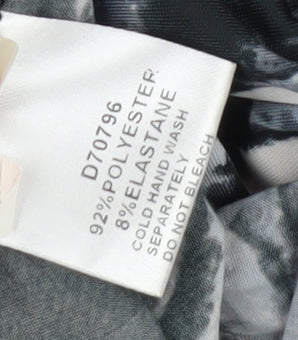 D70796
92%POLYESTER
8%ELASTANE
COLD HAND WASH
SEPARATELY
DO NOT BLEACH